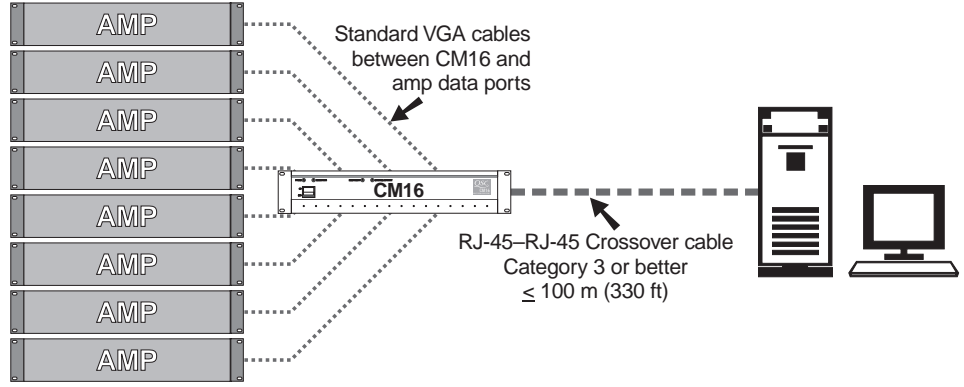 AMP
AMP
AMP
AMP
AMP
AMP
AMP
AMP
Standard VGA cables
between CM16 and
amp data ports
CM16
RJ-45–RJ-45 Crossover cable
Category 3 or better
≤ 100 m (330 ft)